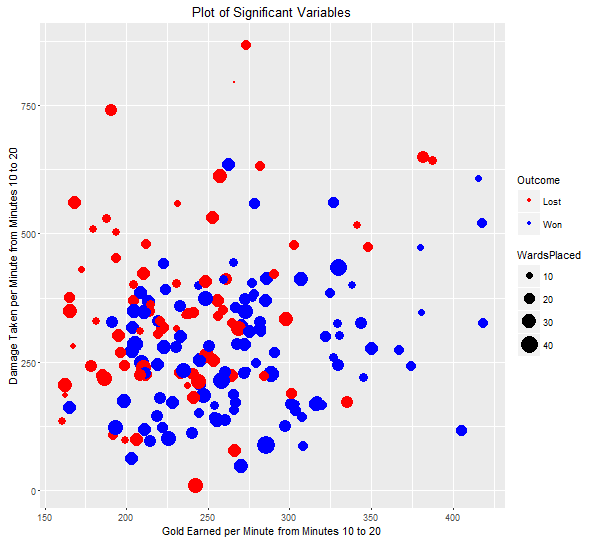 Plot of Significant Variables
Damage Taken per Minute from Minutes 10 to 20
750
500
250
0
150
200
250
300
350
400
Gold Earned per Minute from Minutes 10 to 20
Outcome
Lost
Won
WardsPlaced
10
20
30
40